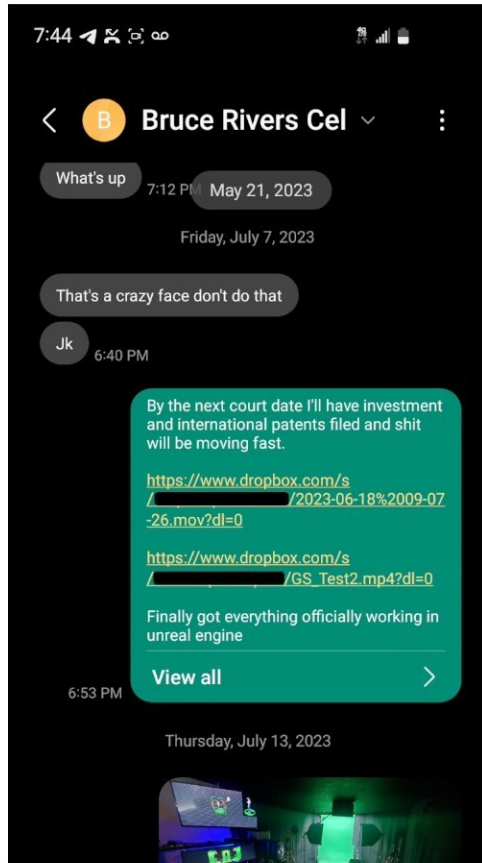 7:44
4G
B Bruce Rivers Cel
What's up
7:12 PM
May 21, 2023
Friday, July 7, 2023
That's a crazy face don't do that
Jk
6:40 PM
By the next court date I'll have investment
and international patents filed and shit
will be moving fast.
https://www.dropbox.com/s
/ /2023-06-18%2009-07
-26.mov?dl=0
https://www.dropbox.com/s
/ /GS_Test2.mp4?dl=0
Finally got everything officially working in
unreal engine
View all
6:53 PM
Thursday, July 13, 2023